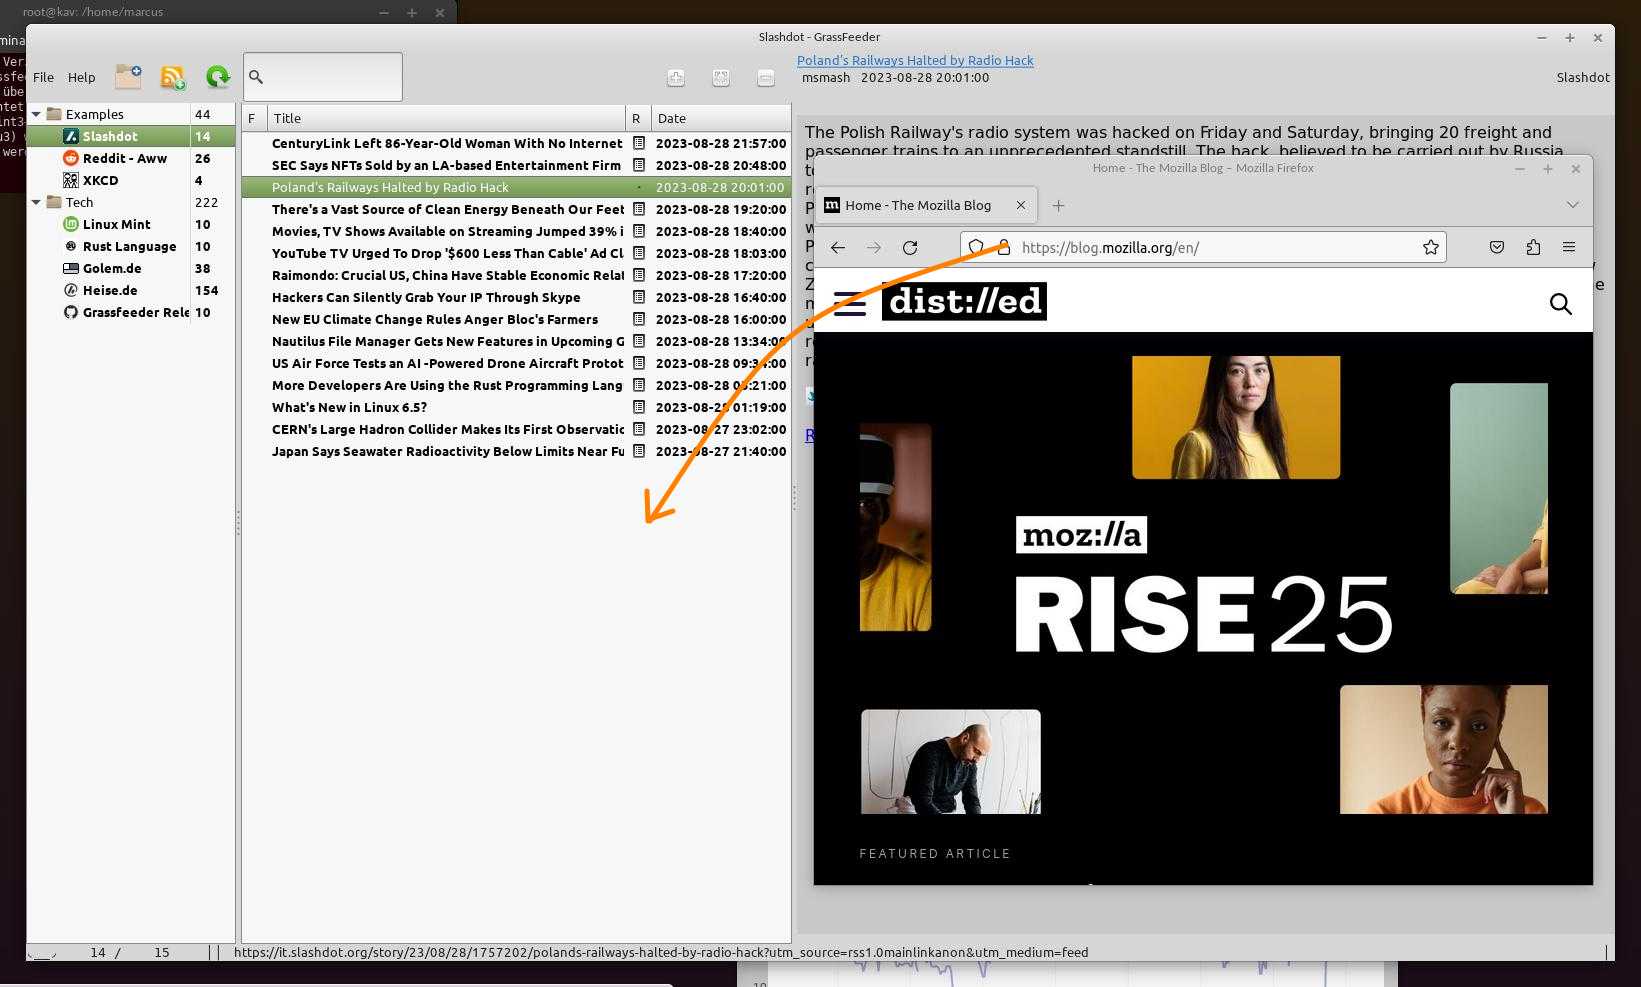 root@kav: /home/marcus
Slashdot - GrassFeeder
File Help
Poland's Railways Halted by Radio Hack
msmash 2023-08-28 20:01:00
Slashdot
Examples 44
Slashdot 14
Reddit - Aww 26
XKCD 4
Tech 222
Linux Mint 10
Rust Language 10
Golem.de 38
Heise.de 154
Grassfeeder Rele 10
F Title R Date
CenturyLink Left 86-Year-Old Woman With No Internet 2023-08-28 21:57:00
SEC Says NFTs Sold by an LA-based Entertainment Firm 2023-08-28 20:48:00
Poland's Railways Halted by Radio Hack 2023-08-28 20:01:00
There's a Vast Source of Clean Energy Beneath Our Feet 2023-08-28 19:20:00
Movies, TV Shows Available on Streaming Jumped 39% i 2023-08-28 18:40:00
YouTube TV Urged To Drop '$600 Less Than Cable' Ad Cl 2023-08-28 18:03:00
Raimondo: Crucial US, China Have Stable Economic Relat 2023-08-28 17:20:00
Hackers Can Silently Grab Your IP Through Skype 2023-08-28 16:40:00
New EU Climate Change Rules Anger Bloc's Farmers 2023-08-28 16:00:00
Nautilus File Manager Gets New Features in Upcoming G 2023-08-28 13:34:00
US Air Force Tests an AI-Powered Drone Aircraft Protot 2023-08-28 09:34:00
More Developers Are Using the Rust Programming Lang 2023-08-28
What's New in Linux 6.5? 2023-08-28 01:19:00
CERN's Large Hadron Collider Makes Its First Observatio 2023-08-27 23:02:00
Japan Says Seawater Radioactivity Below Limits Near Fu 2023-08-27 21:40:00
The Polish Railway's radio system was hacked on Friday and Saturday, bringing 20 freight and
passenger trains to an unprecedented standstill. The hack, believed to be carried out by Russia
Home - The Mozilla Blog – Mozilla Firefox
Home - The Mozilla Blog
https://blog.mozilla.org/en/
dist://ed
moz://a
RISE25
FEATURED ARTICLE
14 / 15
https://it.slashdot.org/story/23/08/28/1757202/polands-railways-halted-by-radio-hack?utm_source=rss1.0mainlinkanon&utm_medium=feed